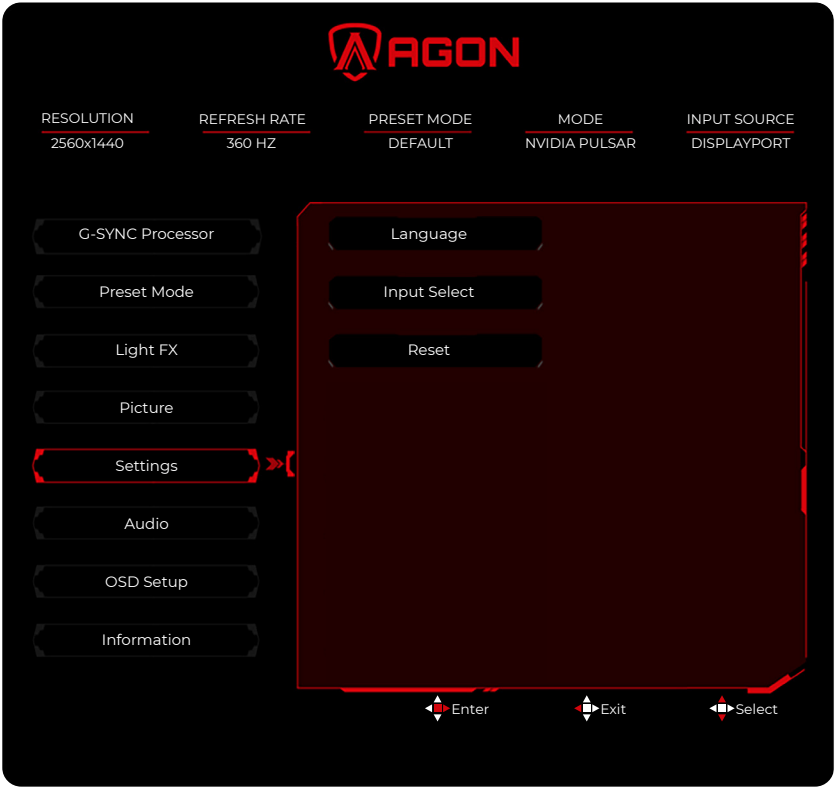 AGON
RESOLUTION
2560x1440
REFRESH RATE
360 HZ
PRESET MODE
DEFAULT
MODE
NVIDIA PULSAR
INPUT SOURCE
DISPLAYPORT
G-SYNC Processor
Preset Mode
Light FX
Picture
Settings
Audio
OSD Setup
Information
Language
Input Select
Reset
Enter
Exit
Select